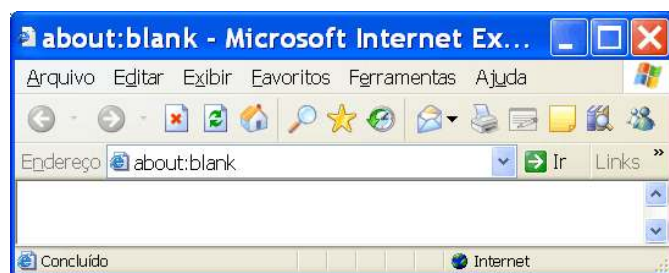 about:blank - Microsoft Internet Ex...
Arquivo Editar Exibir Favoritos Ferramentas Ajuda
Endereço about:blank Ir Links »
Concluído Internet